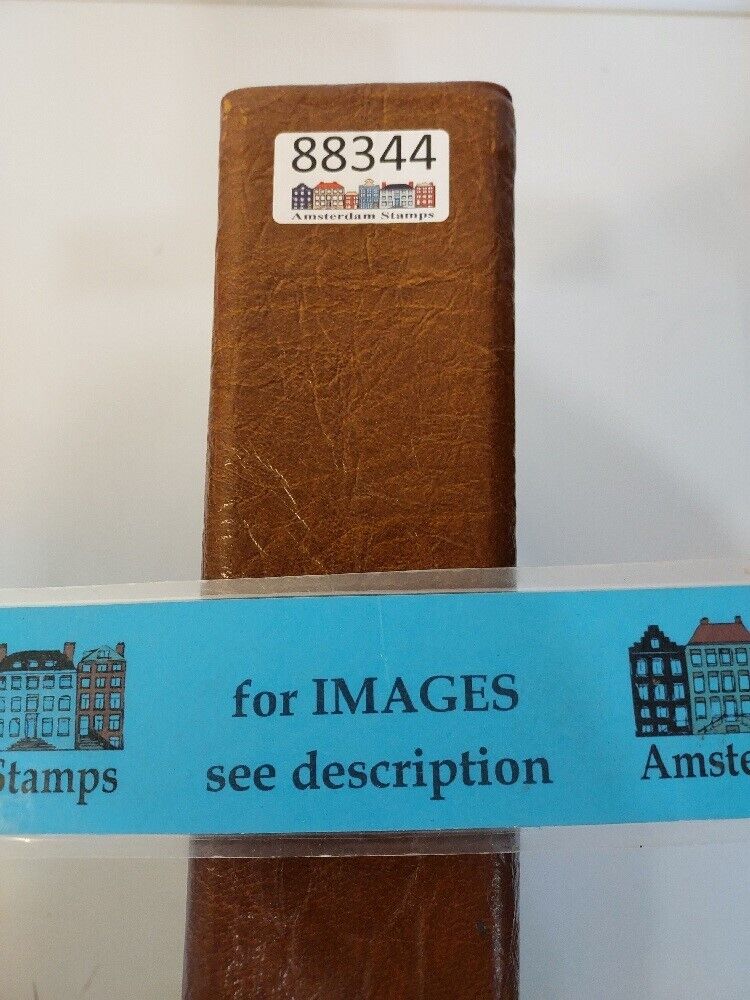 88344
Amsterdam Stamps
for IMAGES
see description
Stamps
Amste